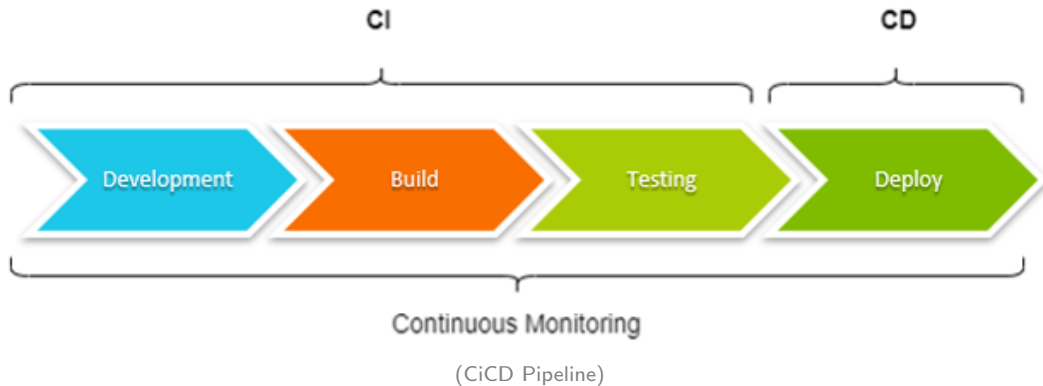 CI
CD
Development
Build
Testing
Deploy
Continuous Monitoring
(CiCD Pipeline)